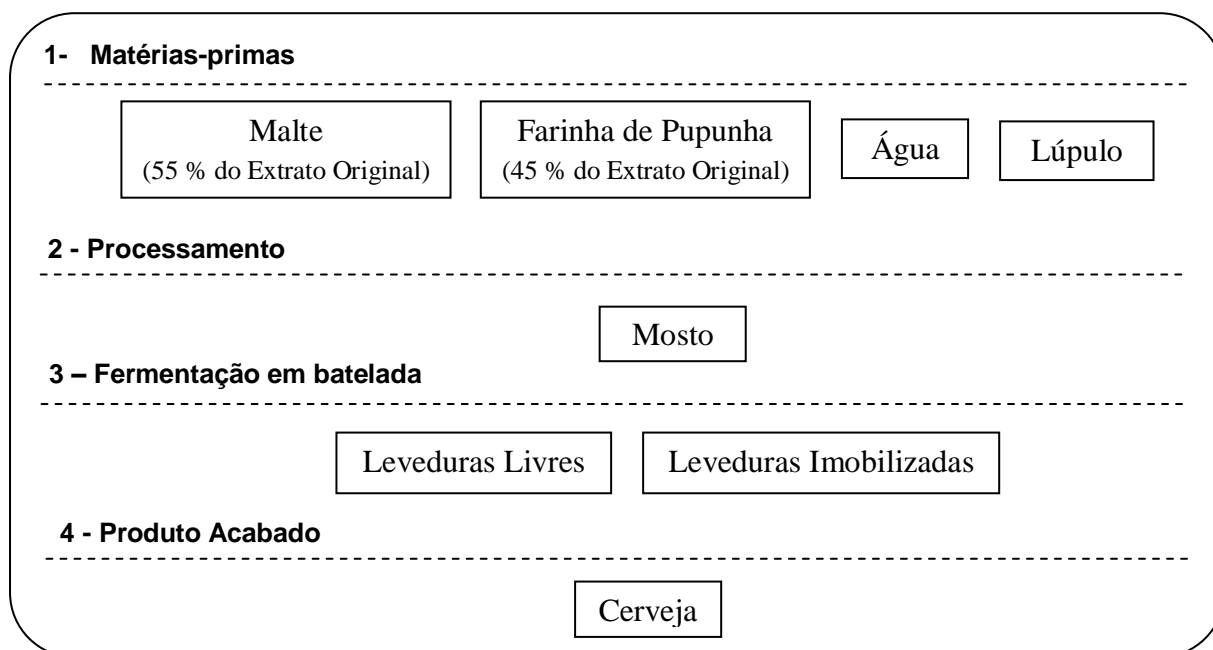 1- Matérias-primas
Malte
(55 % do Extrato Original)
Farinha de Pupunha
(45 % do Extrato Original)
Água
Lúpulo
2 - Processamento
Mosto
3 – Fermentação em batelada
Leveduras Livres
Leveduras Imobilizadas
4 - Produto Acabado
Cerveja